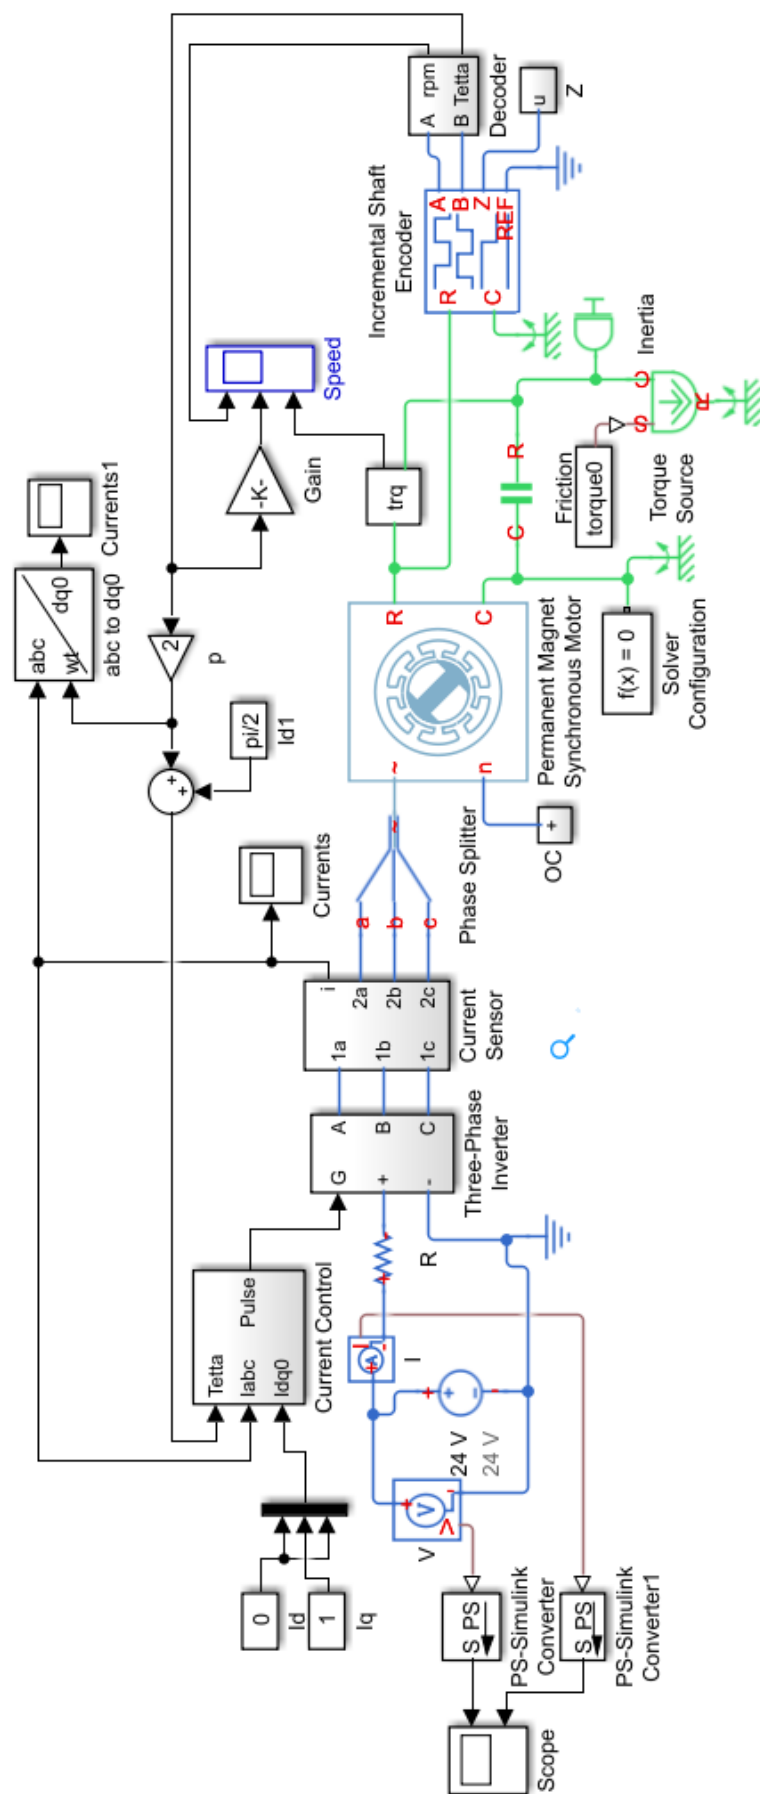 0
Id
1
Iq
Tetta
Iabc
Idq0
Pulse
Current Control
G
+
-
A
B
C
Three-Phase
Inverter
1a
1b
1c
i
2a
2b
2c
Current
Sensor
Currents
a
b
c
~
Phase Splitter
OC
+
~
n
R
C
Permanent Magnet
Synchronous Motor
pi/2
Id1
+
+
2
p
abc
wt
dq0
abc to dq0
Currents1
-K-
Gain
Speed
trq
C
R
f(x) = 0
Solver
Configuration
Friction
torque0
S
C
R
Torque
Source
Inertia
Incremental Shaft
Encoder
R
C
A
B
Z
REF
A
B
rpm
Tetta
Decoder
u
Z
Scope
S PS
PS-Simulink
Converter
S PS
PS-Simulink
Converter1
V
V
+
-
V
24 V
24 V
+
-
+
-
I
A
+
-
I
+
-
R